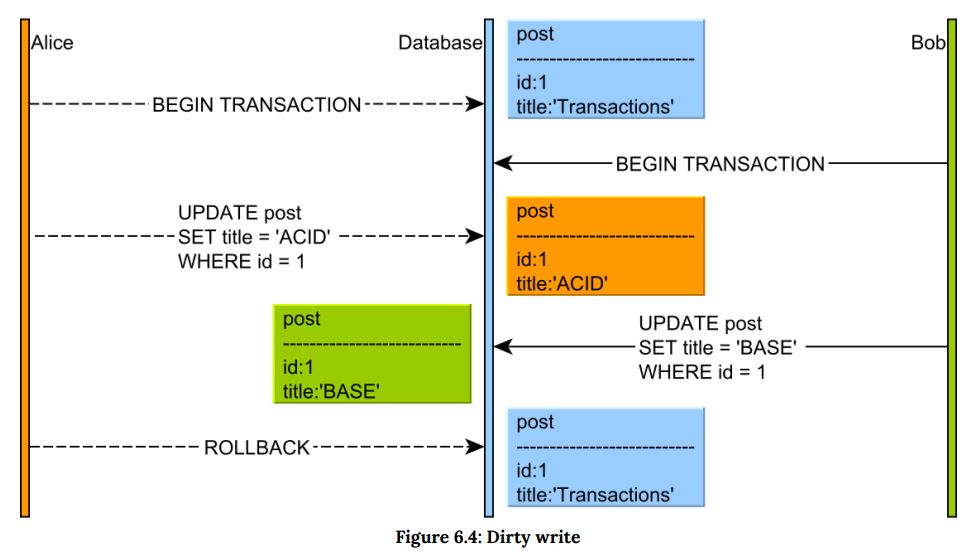 Alice
Database
post
------------------------------
id:1
title:'Transactions'
Bob
BEGIN TRANSACTION
BEGIN TRANSACTION
UPDATE post
SET title = 'ACID'
WHERE id = 1
post
------------------------------
id:1
title:'ACID'
post
------------------------------
id:1
title:'BASE'
UPDATE post
SET title = 'BASE'
WHERE id = 1
ROLLBACK
post
------------------------------
id:1
title:'Transactions'
Figure 6.4: Dirty write